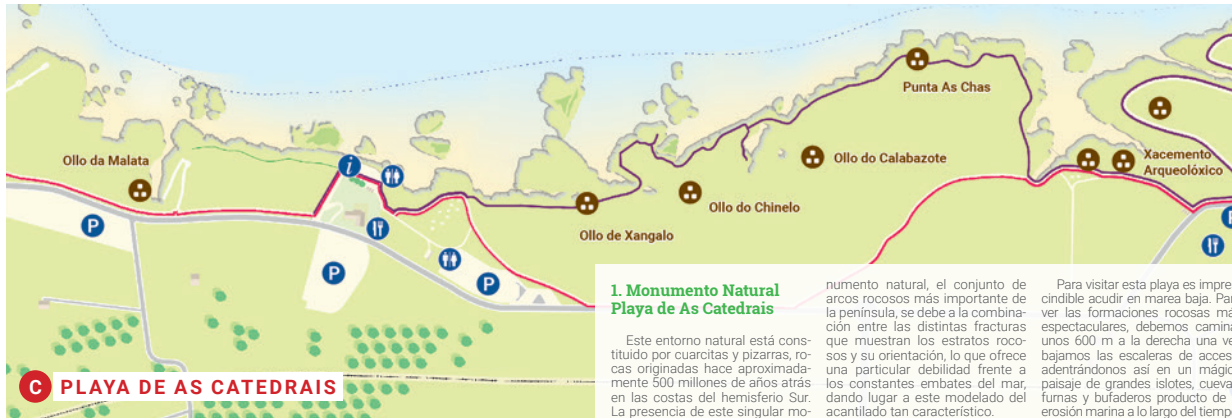 Ollo da Malata
i
P
P
P
P
Ollo de Xangalo
Ollo do Chinelo
Ollo do Calabazote
Punta As Chas
Xacemento
Arqueolóxico
C PLAYA DE AS CATEDRAIS
1. Monumento Natural
Playa de As Catedrais
Este entorno natural está cons-
tituido por cuarcitas y pizarras, ro-
cas originadas hace aproximada-
mente 500 millones de años atrás
en las costas del hemisferio Sur.
La presencia de este singular mo-
numento natural, el conjunto de
arcos rocosos más importante de
la península, se debe a la combina-
ción entre las distintas fracturas
que muestran los estratos roco-
sos y su orientación, lo que ofrece
una particular debilidad frente a
los constantes embates del mar,
dando lugar a este modelado del
acantilado tan característico.
Para visitar esta playa es impre
cindible acudir en marea baja. Par
ver las formaciones rocosas má
espectaculares, debemos camina
unos 600 m a la derecha una ve
bajamos las escaleras de acces
adentrándonos así en un mágic
paisaje de grandes islotes, cueva
furnas y bufaderos producto de
erosión marina a lo largo del tie